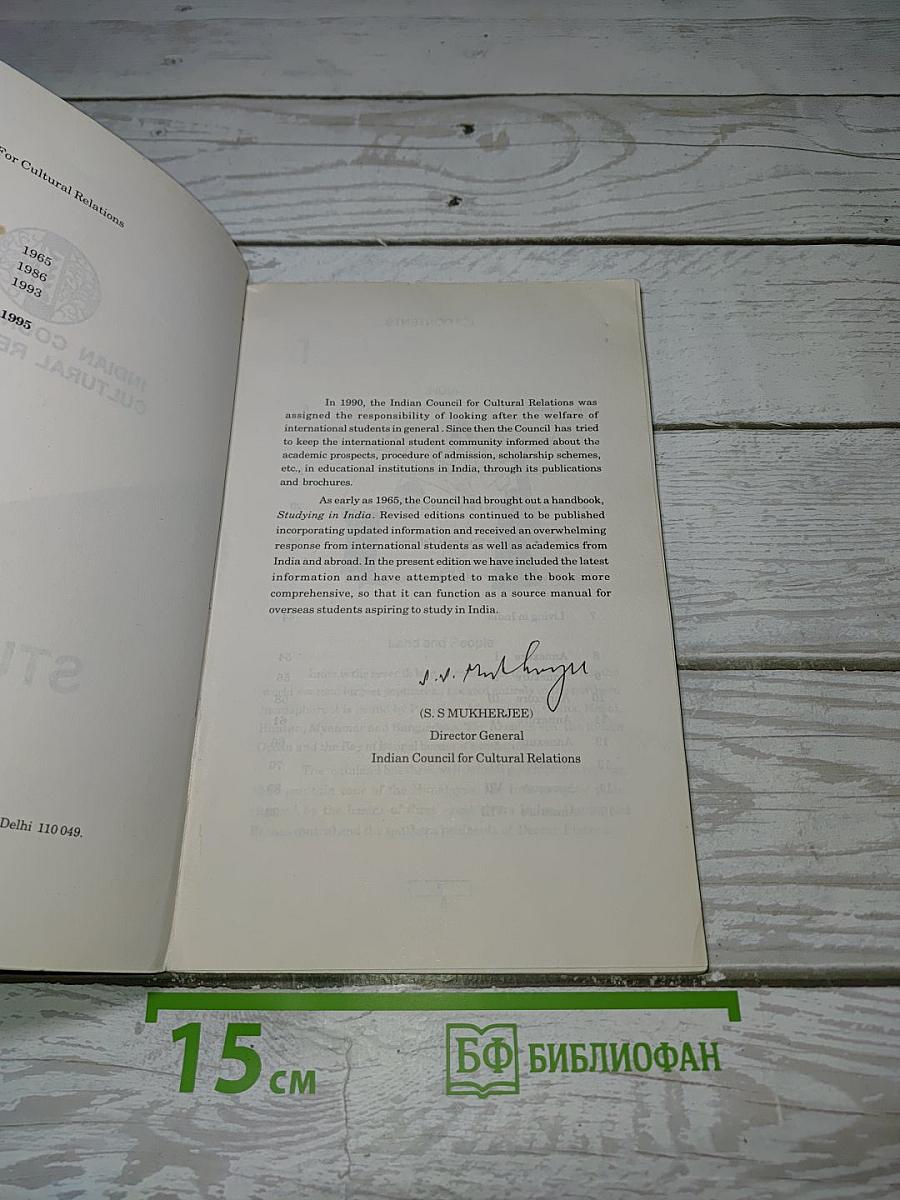 For Cultural Relations
1965
1986
1993
1995
Delhi 110 049.
In 1990, the Indian Council for Cultural Relations was
assigned the responsibility of looking after the welfare of
international students in general . Since then the Council has tried
to keep the international student community informed about the
academic prospects, procedure of admission, scholarship schemes,
etc., in educational institutions in India, through its publications
and brochures.
As early as 1965, the Council had brought out a handbook,
Studying in India. Revised editions continued to be published
incorporating updated information and received an overwhelming
response from international students as well as academics from
India and abroad. In the present edition we have included the latest
information and have attempted to make the book more
comprehensive, so that it can function as a source manual for
overseas students aspiring to study in India.
(S. S MUKHERJEE)
Director General
Indian Council for Cultural Relations
15 см
БФ БИБЛИОФАН